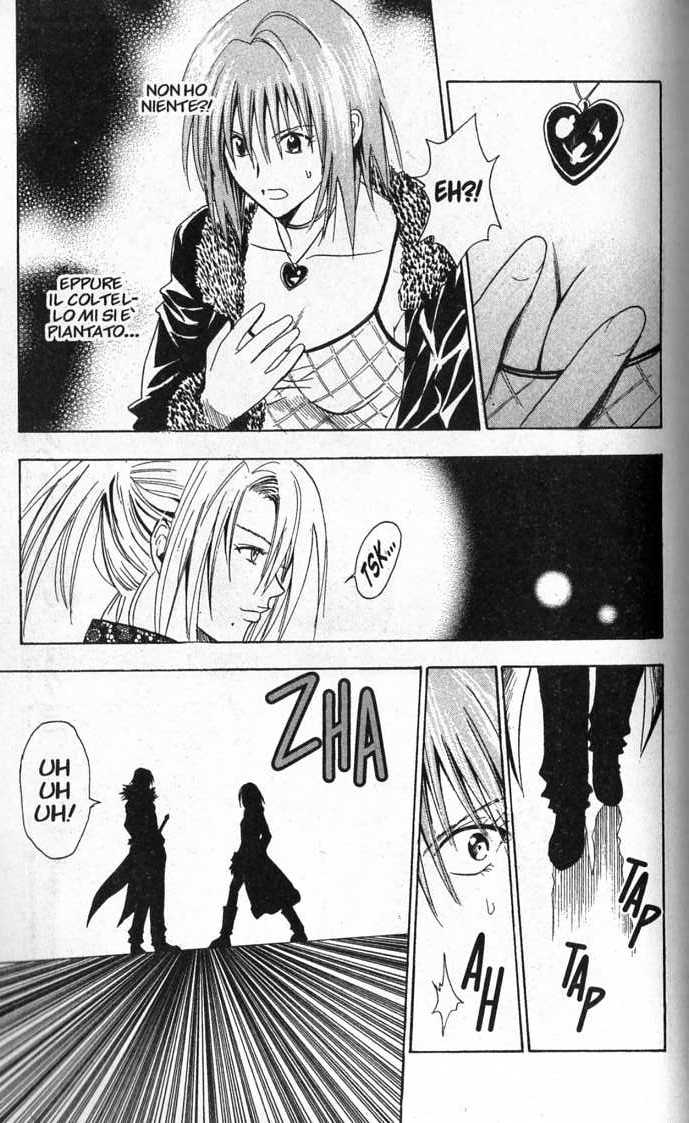 EH?!
NON HO
NIENTE?!
EPPURE
IL COLTEL-
LO MI SI È
PIANTATO...
TSK...
TAP
TAP
AH
ZHA
UH
UH
UH!